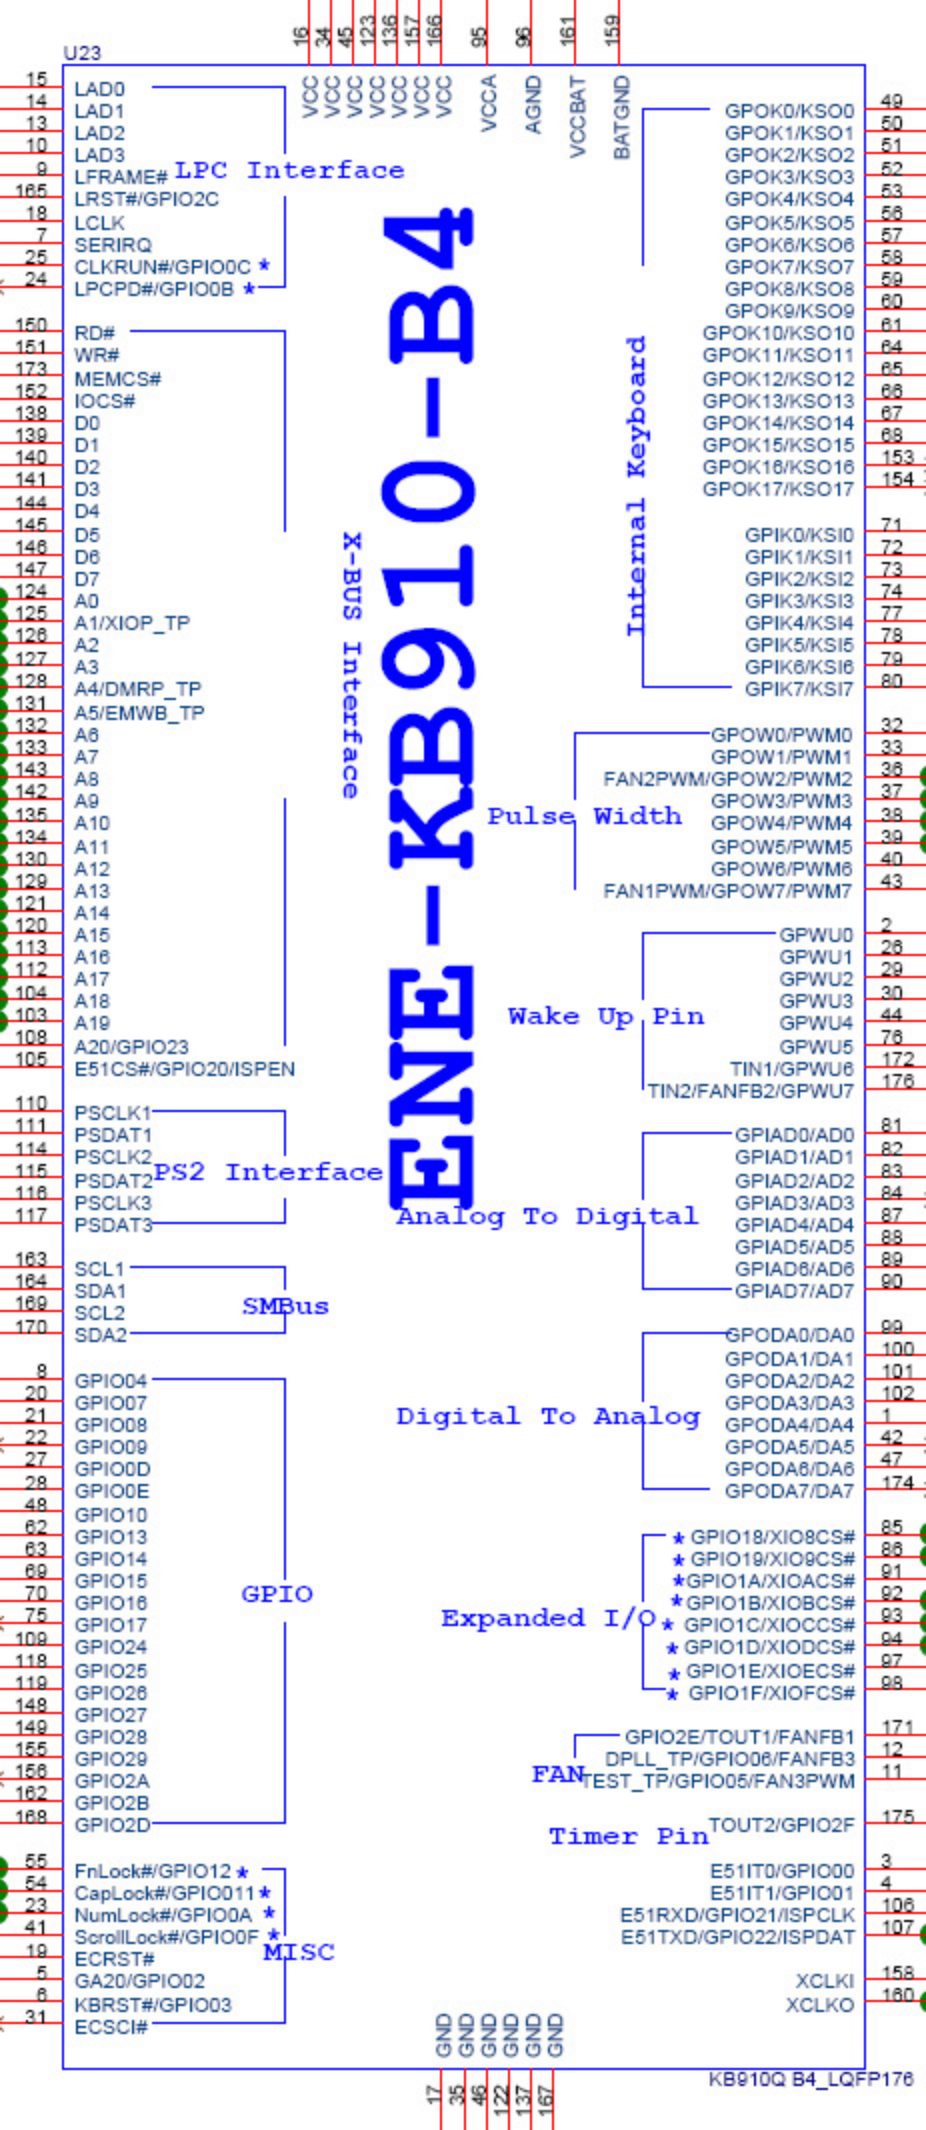 16 34 45 123 136 157 166 95 96 161 159
U23
VCC VCC VCC VCC VCC VCC VCC VCCA AGND VCCBAT BATGND
15 LAD0
14 LAD1
13 LAD2
10 LAD3
9 LFRAME#
165 LRST#/GPIO2C
18 LCLK
7 SERIRQ
25 CLKRUN#/GPIO0C *
24 LPCPD#/GPIO0B *
LPC Interface
150 RD#
151 WR#
173 MEMCS#
152 IOCS#
138 D0
139 D1
140 D2
141 D3
144 D4
145 D5
146 D6
147 D7
124 A0
125 A1/XIOP_TP
126 A2
127 A3
128 A4/DMRP_TP
131 A5/EMWB_TP
132 A6
133 A7
143 A8
142 A9
135 A10
134 A11
130 A12
129 A13
121 A14
120 A15
113 A16
112 A17
104 A18
103 A19
108 A20/GPIO23
105 E51CS#/GPIO20/ISPEN
X-BUS Interface
110 PSCLK1
111 PSDAT1
114 PSCLK2
115 PSDAT2
116 PSCLK3
117 PSDAT3
PS2 Interface
163 SCL1
164 SDA1
169 SCL2
170 SDA2
SMBus
8 GPIO04
20 GPIO07
21 GPIO08
22 GPIO09
27 GPIO0D
28 GPIO0E
48 GPIO10
62 GPIO13
63 GPIO14
69 GPIO15
70 GPIO16
75 GPIO17
109 GPIO24
118 GPIO25
119 GPIO26
148 GPIO27
149 GPIO28
155 GPIO29
156 GPIO2A
162 GPIO2B
168 GPIO2D
GPIO
55 FnLock#/GPIO12 *
54 CapLock#/GPIO011 *
23 NumLock#/GPIO0A *
41 ScrollLock#/GPIO0F *
19 ECRST#
5 GA20/GPIO02
6 KBRST#/GPIO03
31 ECSCI#
MISC
ENE-KB910-B4
GPOK0/KSO0 49
GPOK1/KSO1 50
GPOK2/KSO2 51
GPOK3/KSO3 52
GPOK4/KSO4 53
GPOK5/KSO5 56
GPOK6/KSO6 57
GPOK7/KSO7 58
GPOK8/KSO8 59
GPOK9/KSO9 60
GPOK10/KSO10 61
GPOK11/KSO11 64
GPOK12/KSO12 65
GPOK13/KSO13 66
GPOK14/KSO14 67
GPOK15/KSO15 68
GPOK16/KSO16 153
GPOK17/KSO17 154
GPIK0/KSI0 71
GPIK1/KSI1 72
GPIK2/KSI2 73
GPIK3/KSI3 74
GPIK4/KSI4 77
GPIK5/KSI5 78
GPIK6/KSI6 79
GPIK7/KSI7 80
Internal Keyboard
GPOW0/PWM0 32
GPOW1/PWM1 33
FAN2PWM/GPOW2/PWM2 36
GPOW3/PWM3 37
GPOW4/PWM4 38
GPOW5/PWM5 39
GPOW6/PWM6 40
FAN1PWM/GPOW7/PWM7 43
Pulse Width
GPWU0 2
GPWU1 26
GPWU2 29
GPWU3 30
GPWU4 44
GPWU5 76
TIN1/GPWU6 172
TIN2/FANFB2/GPWU7 176
Wake Up Pin
GPIAD0/AD0 81
GPIAD1/AD1 82
GPIAD2/AD2 83
GPIAD3/AD3 84
GPIAD4/AD4 87
GPIAD5/AD5 88
GPIAD6/AD6 89
GPIAD7/AD7 90
Analog To Digital
GPODA0/DA0 99
GPODA1/DA1 100
GPODA2/DA2 101
GPODA3/DA3 102
GPODA4/DA4 1
GPODA5/DA5 42
GPODA6/DA6 47
GPODA7/DA7 174
Digital To Analog
* GPIO18/XIO8CS# 85
* GPIO19/XIO9CS# 86
* GPIO1A/XIOACS# 91
* GPIO1B/XIOBCS# 92
* GPIO1C/XIOCCS# 93
* GPIO1D/XIODCS# 94
* GPIO1E/XIOECS# 97
* GPIO1F/XIOFCS# 98
Expanded I/O
GPIO2E/TOUT1/FANFB1 171
DPLL_TP/GPIO06/FANFB3 12
TEST_TP/GPIO05/FAN3PWM 11
FAN
TOUT2/GPIO2F 175
Timer Pin
E51IT0/GPIO00 3
E51IT1/GPIO01 4
E51RXD/GPIO21/ISPCLK 106
E51TXD/GPIO22/ISPDAT 107
XCLKI 158
XCLKO 160
GND GND GND GND GND GND
KB910Q B4_LQFP176
17 35 46 122 137 167